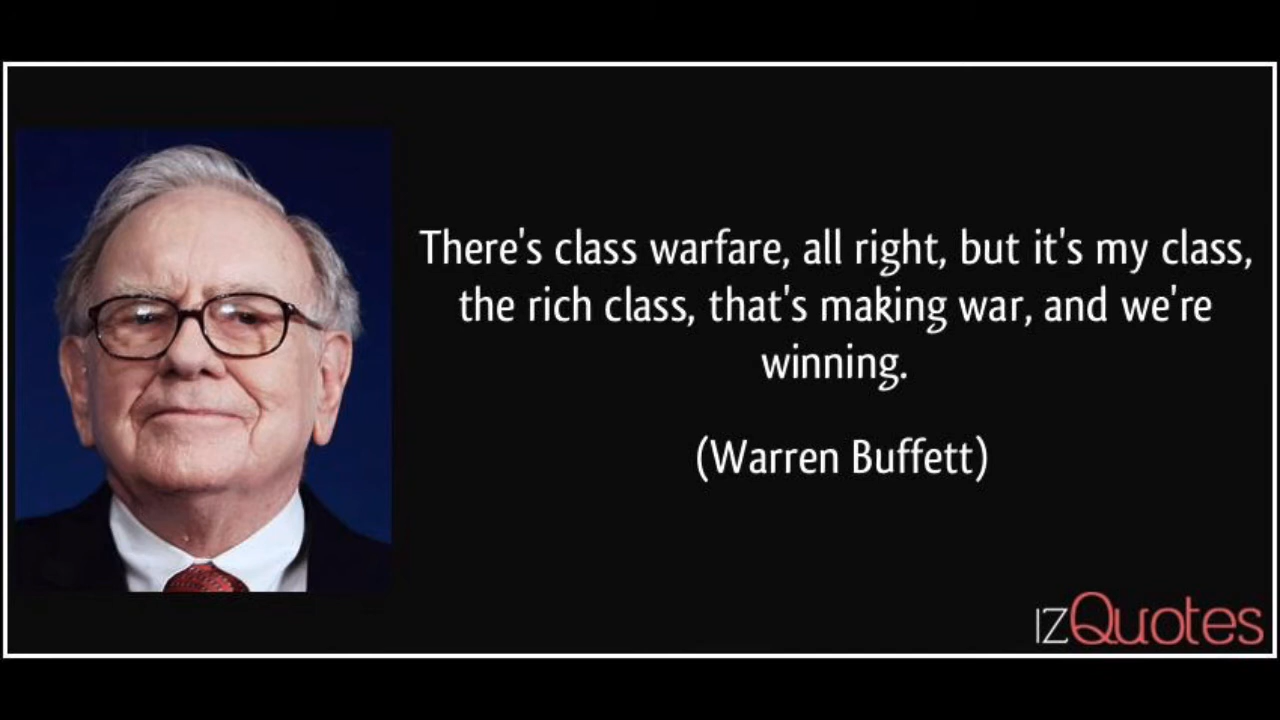 There's class warfare, all right, but it's my class,
the rich class, that's making war, and we're
winning.
(Warren Buffett)
IZQuotes